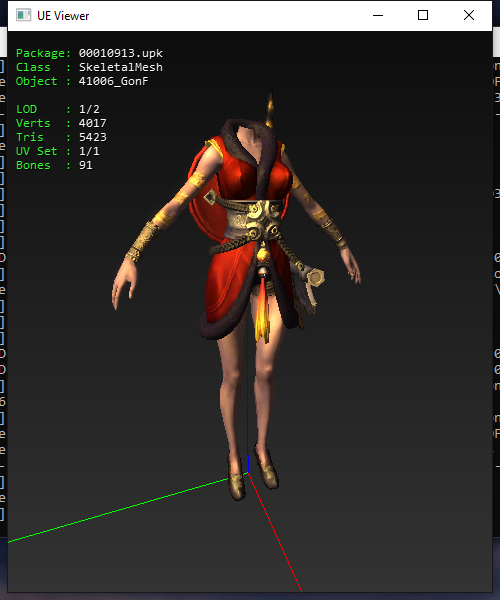 UE Viewer
Package: 00010913.upk
Class : SkeletalMesh
Object : 41006_GonF
LOD : 1/2
Verts : 4017
Tris : 5423
UV Set : 1/1
Bones : 91